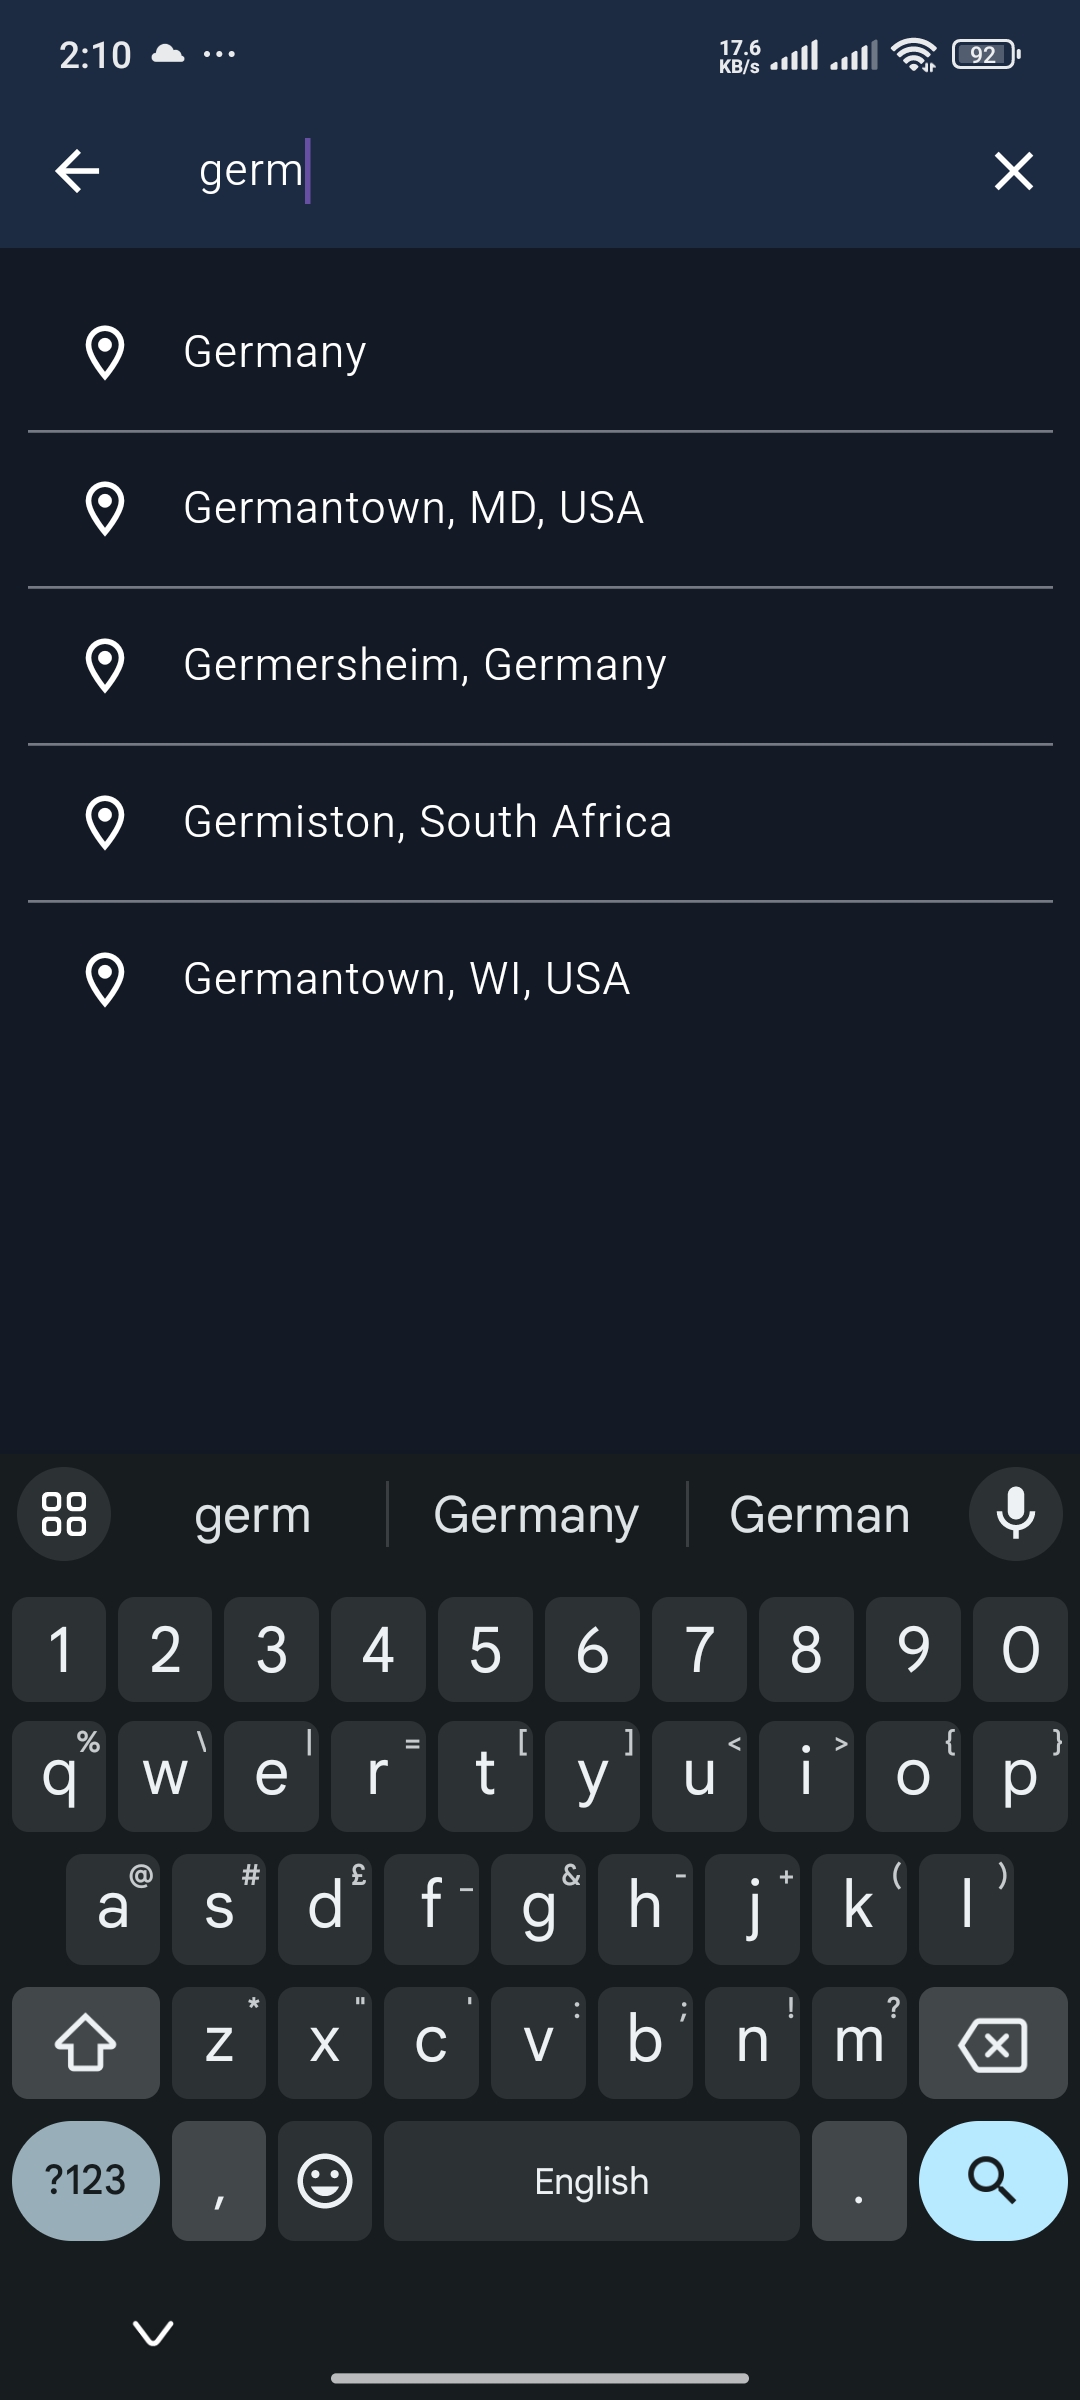 2:10 ... 17.6 KB/s 92
germ
Germany
Germantown, MD, USA
Germersheim, Germany
Germiston, South Africa
Germantown, WI, USA
germ Germany German
1 2 3 4 5 6 7 8 9 0
q % w \ e | r = t [ y ] u < i > o { p }
a @ s # d £ f _ g & h - j + k ( l )
z * x " c ' v : b ; n ! m ?
?123 , English .